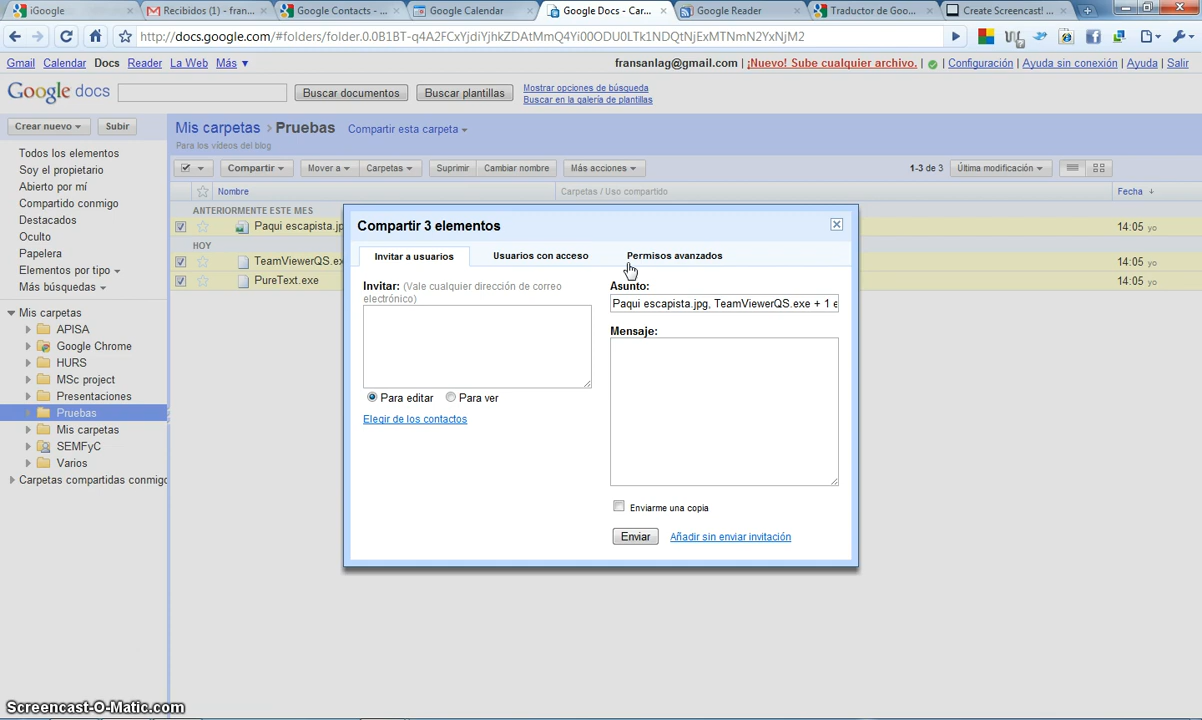 iGoogle
Recibidos (1) - fran...
Google Contacts - ...
Google Calendar
Google Docs - Car...
Google Reader
Traductor de Goo...
Create Screencast! ...
http://docs.google.com/#folders/folder.0.0B1BT-q4A2FCxYjdiYjhkZDAtMmQ4Yi00ODU0LTk1NDQtNjExMTNmN2YxNjM2
Gmail Calendar Docs Reader La Web Más ▼
fransanlag@gmail.com | ¡Nuevo! Sube cualquier archivo. | Configuración | Ayuda sin conexión | Ayuda | Salir
Google docs
Buscar documentos
Buscar plantillas
Mostrar opciones de búsqueda
Buscar en la galería de plantillas
Crear nuevo
Subir
Mis carpetas > Pruebas Compartir esta carpeta
Para los vídeos del blog
Todos los elementos
Soy el propietario
Abierto por mí
Compartido conmigo
Destacados
Oculto
Papelera
Elementos por tipo
Más búsquedas
Mis carpetas
APISA
Google Chrome
HURS
MSc project
Presentaciones
Pruebas
Mis carpetas
SEMFyC
Varios
Carpetas compartidas conmigo
Compartir
Mover a
Carpetas
Suprimir
Cambiar nombre
Más acciones
1-3 de 3
Última modificación
Nombre
Carpetas / Uso compartido
Fecha
ANTERIORMENTE ESTE MES
Paqui escapista.jp
14:05 yo
HOY
TeamViewerQS.ex
14:05 yo
PureText.exe
14:05 yo
Compartir 3 elementos
Invitar a usuarios
Usuarios con acceso
Permisos avanzados
Invitar: (Vale cualquier dirección de correo
electrónico)
Para editar
Para ver
Elegir de los contactos
Asunto:
Paqui escapista.jpg, TeamViewerQS.exe + 1 e
Mensaje:
Enviarme una copia
Enviar
Añadir sin enviar invitación
Screencast-O-Matic.com